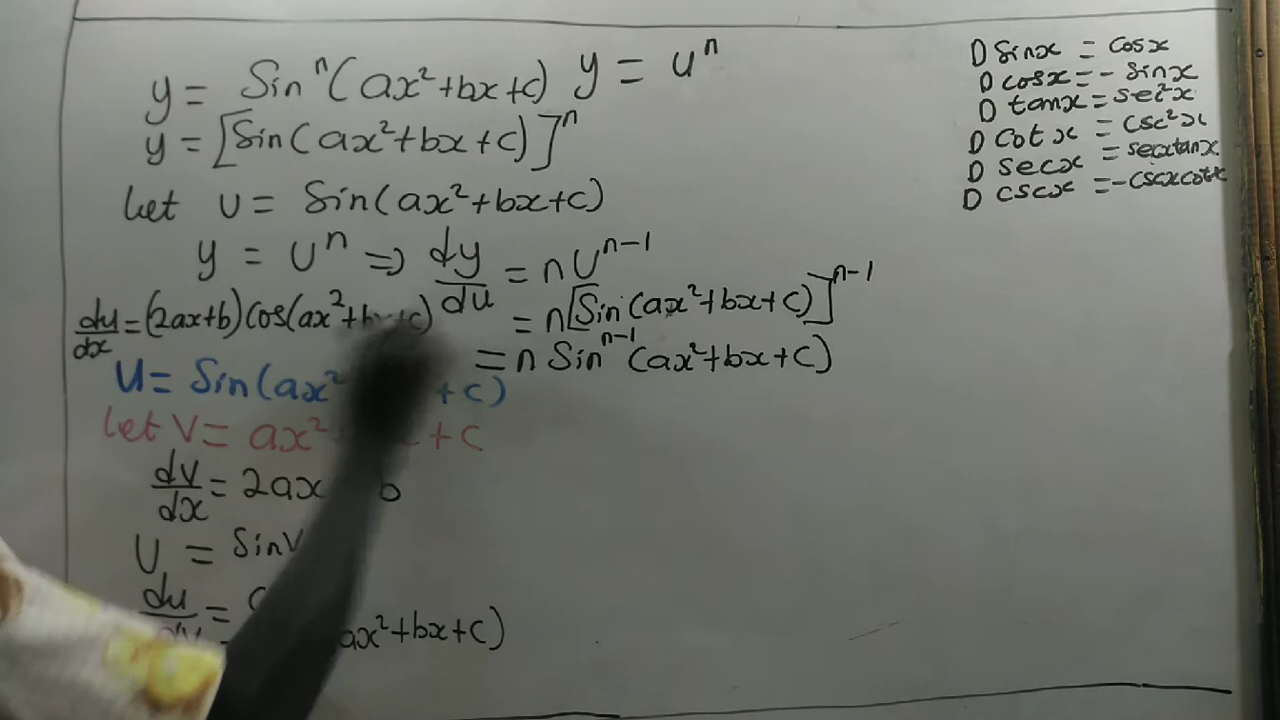 y = Sinⁿ(ax²+bx+c) y = uⁿ
y = [Sin(ax²+bx+c)]ⁿ
let u = Sin(ax²+bx+c)
y = Uⁿ ⇒ dy/du = nUⁿ⁻¹
du/dx = (2ax+b)Cos(ax²+bx+c) = n[Sin(ax²+bx+c)]ⁿ⁻¹
= n Sinⁿ⁻¹(ax²+bx+c)
U = Sin(ax² +c)
let V = ax² +c
dv/dx = 2ax b
U = SinV
du/dv =
ax²+bx+c)
D Sinx = Cosx
D cosx = - sinx
D tanx = sec²x
D Cotx = csc²x
D secx = secxtanx
D cscx = -cscxcotx